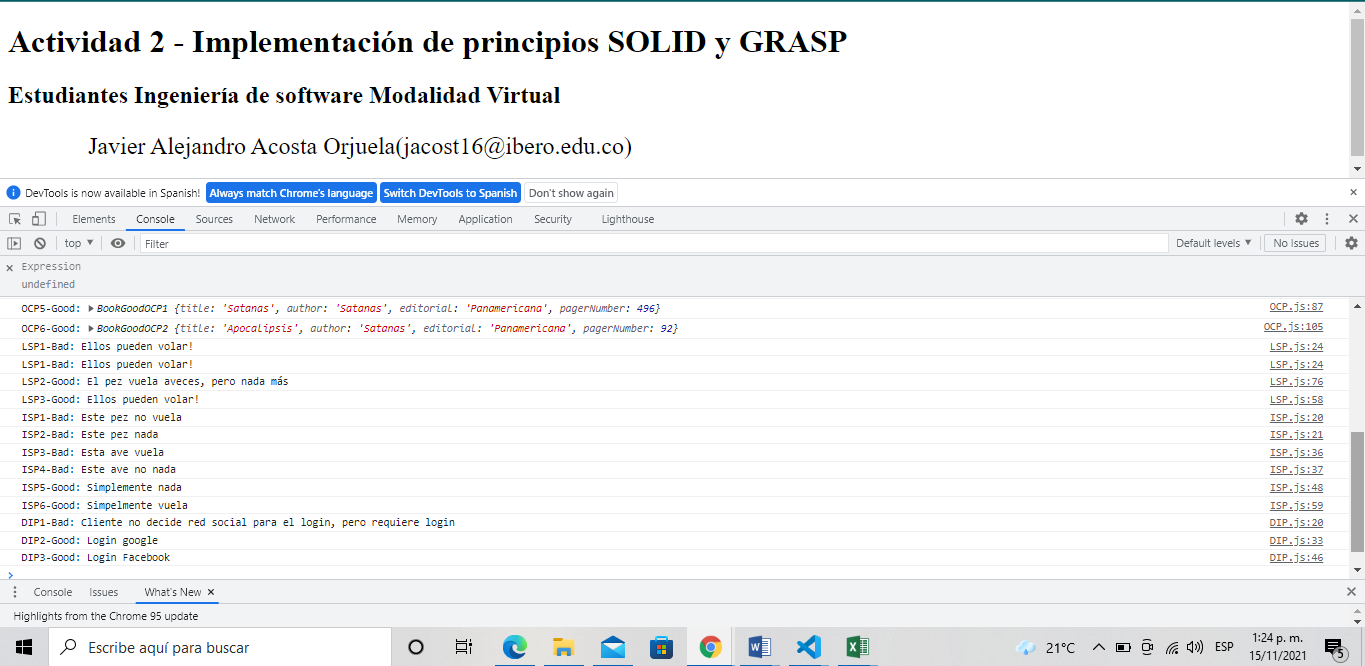 Actividad 2 - Implementación de principios SOLID y GRASP
Estudiantes Ingeniería de software Modalidad Virtual
Javier Alejandro Acosta Orjuela(jacost16@ibero.edu.co)
DevTools is now available in Spanish! Always match Chrome's language Switch DevTools to Spanish Don't show again
Elements Console Sources Network Performance Memory Application Security Lighthouse
top Filter Default levels No Issues
Expression
undefined
OCP5-Good: BookGoodOCP1 {title: 'Satanas', author: 'Satanas', editorial: 'Panamericana', pagerNumber: 496} OCP.js:87
OCP6-Good: BookGoodOCP2 {title: 'Apocalipsis', author: 'Satanas', editorial: 'Panamericana', pagerNumber: 92} OCP.js:105
LSP1-Bad: Ellos pueden volar! LSP.js:24
LSP1-Bad: Ellos pueden volar! LSP.js:24
LSP2-Good: El pez vuela aveces, pero nada más LSP.js:76
LSP3-Good: Ellos pueden volar! LSP.js:58
ISP1-Bad: Este pez no vuela ISP.js:20
ISP2-Bad: Este pez nada ISP.js:21
ISP3-Bad: Esta ave vuela ISP.js:36
ISP4-Bad: Este ave no nada ISP.js:37
ISP5-Good: Simplemente nada ISP.js:48
ISP6-Good: Simpelmente vuela ISP.js:59
DIP1-Bad: Cliente no decide red social para el login, pero requiere login DIP.js:20
DIP2-Good: Login google DIP.js:33
DIP3-Good: Login Facebook DIP.js:46
Console Issues What's New
Highlights from the Chrome 95 update
Escribe aquí para buscar 21°C ESP 1:24 p. m.
15/11/2021 5